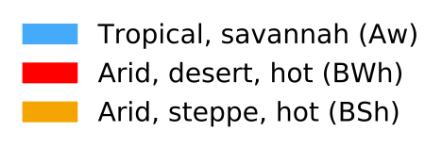 Tropical, savannah (Aw)
Arid, desert, hot (BWh)
Arid, steppe, hot (BSh)